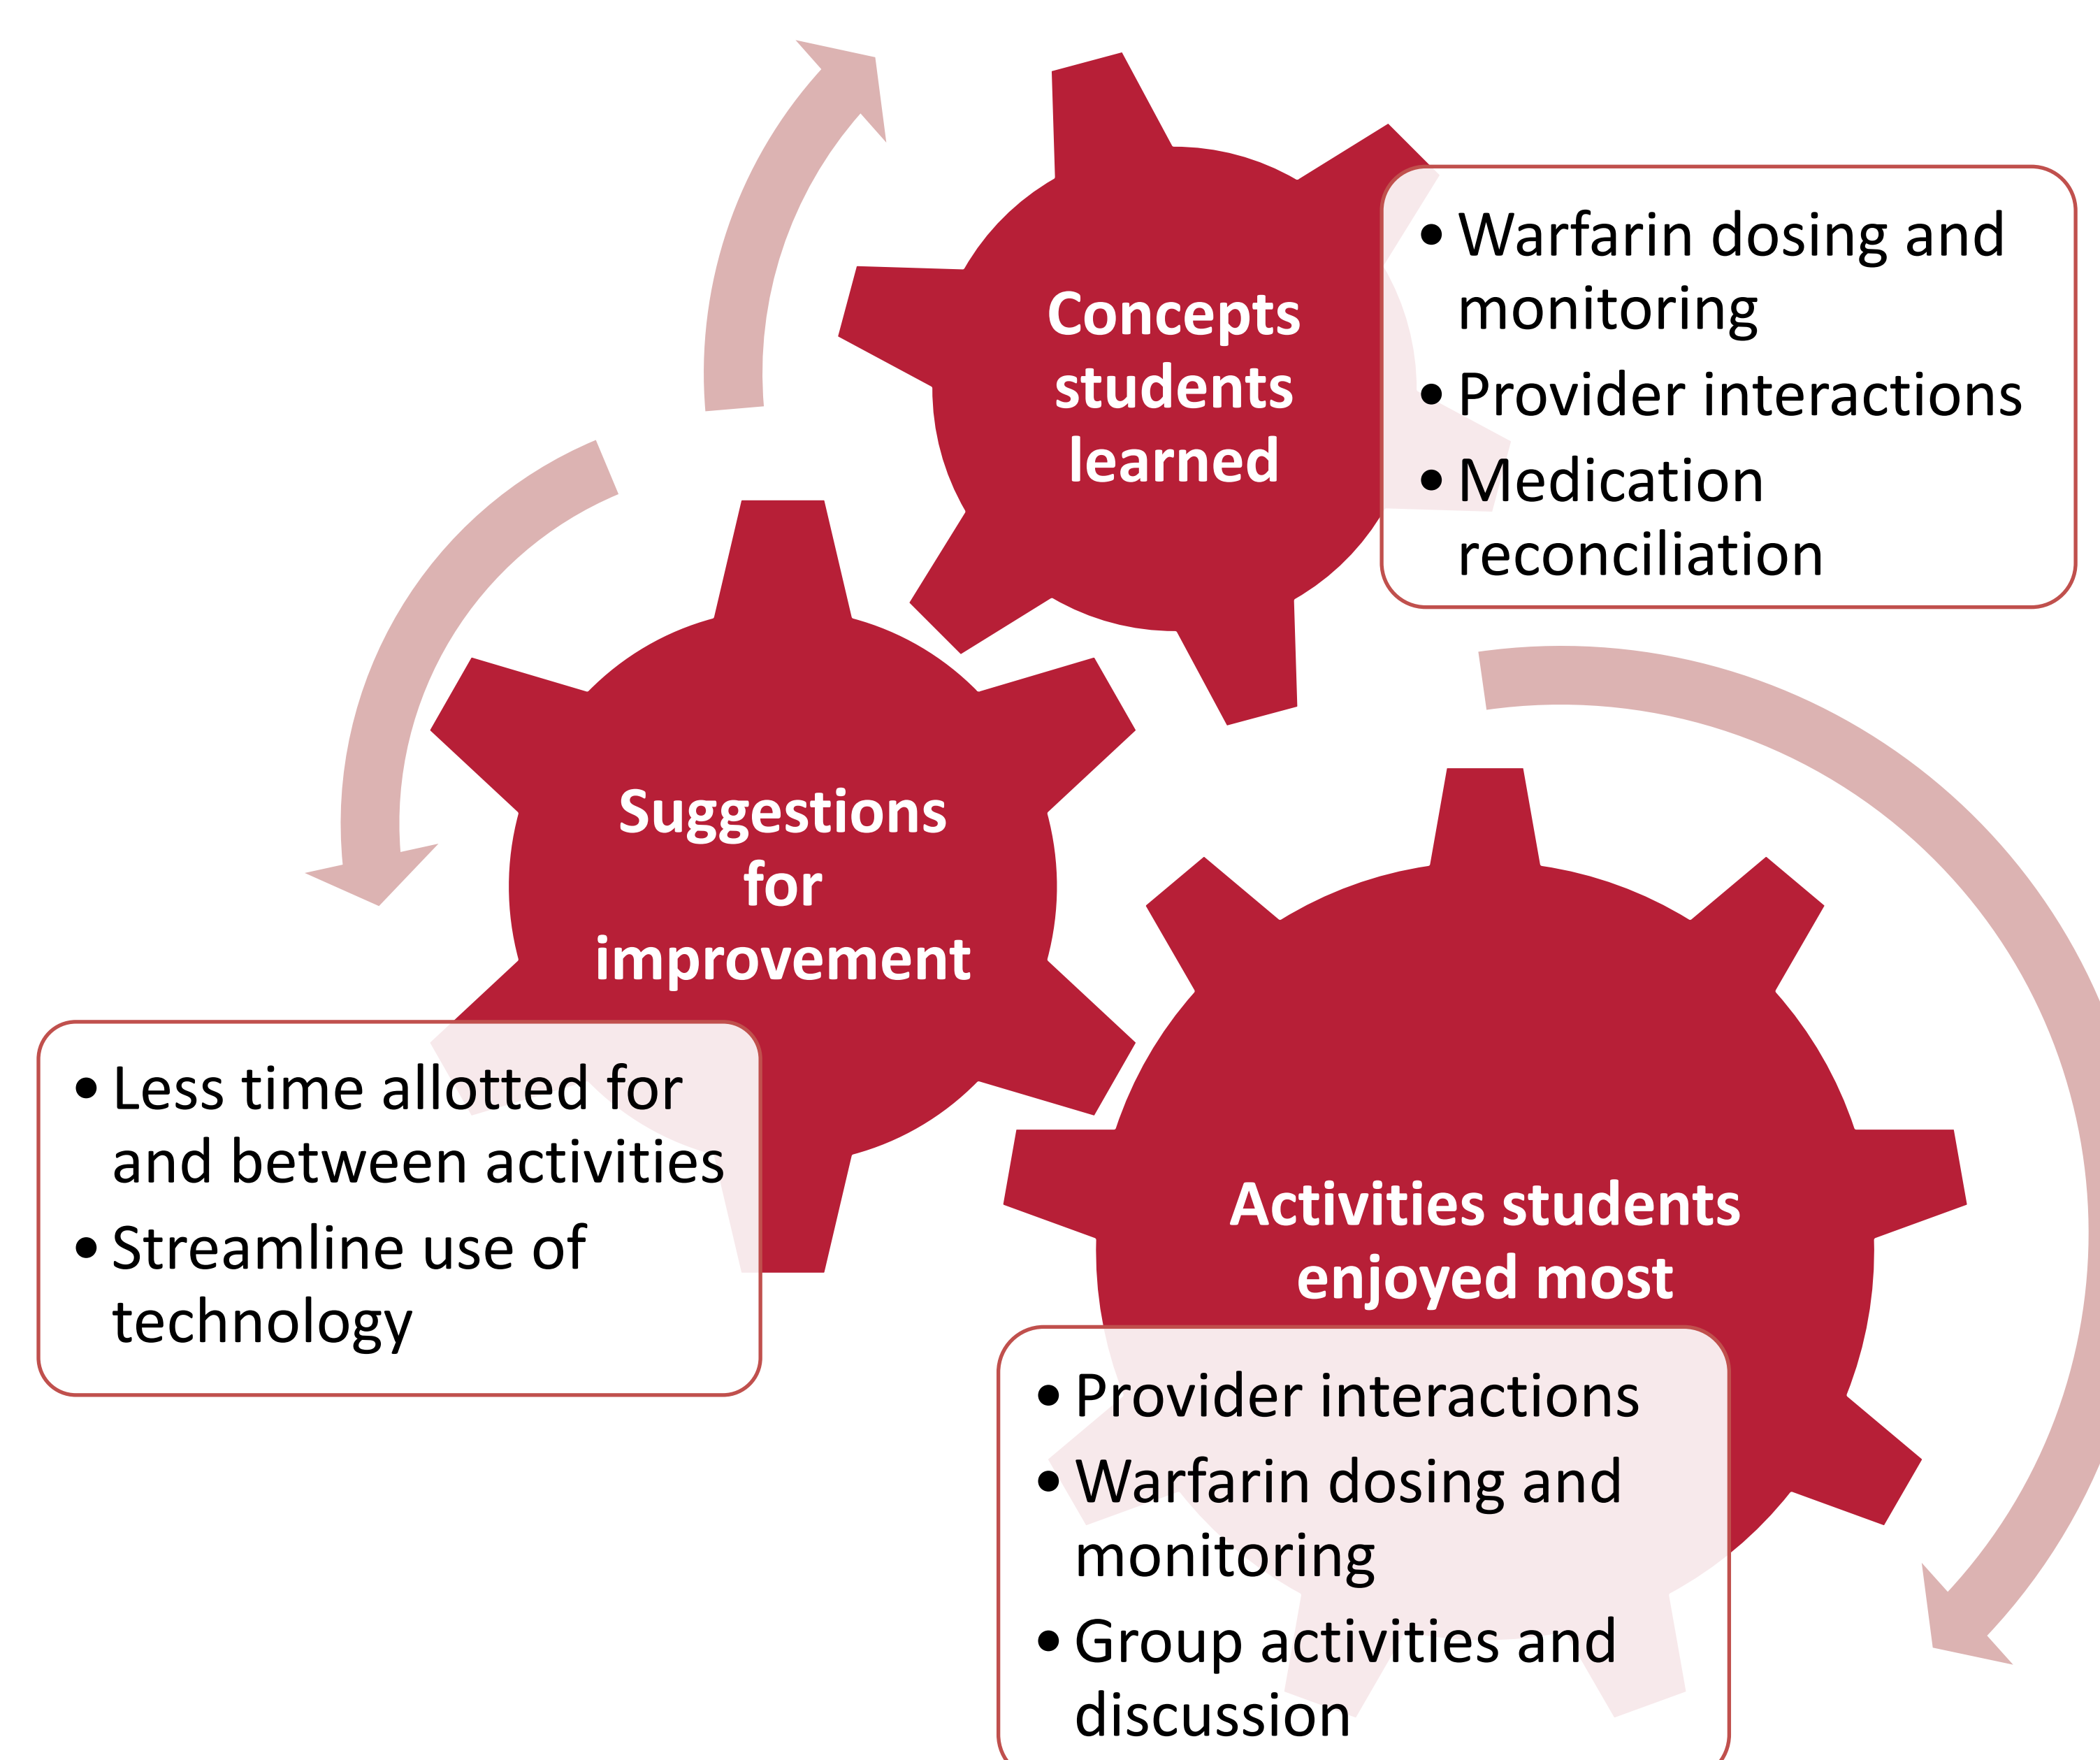 Concepts
students
learned
• Warfarin dosing and
monitoring
• Provider interactions
• Medication
reconciliation
Suggestions
for
improvement
• Less time allotted for
and between activities
• Streamline use of
technology
Activities students
enjoyed most
• Provider interactions
• Warfarin dosing and
monitoring
• Group activities and
discussion